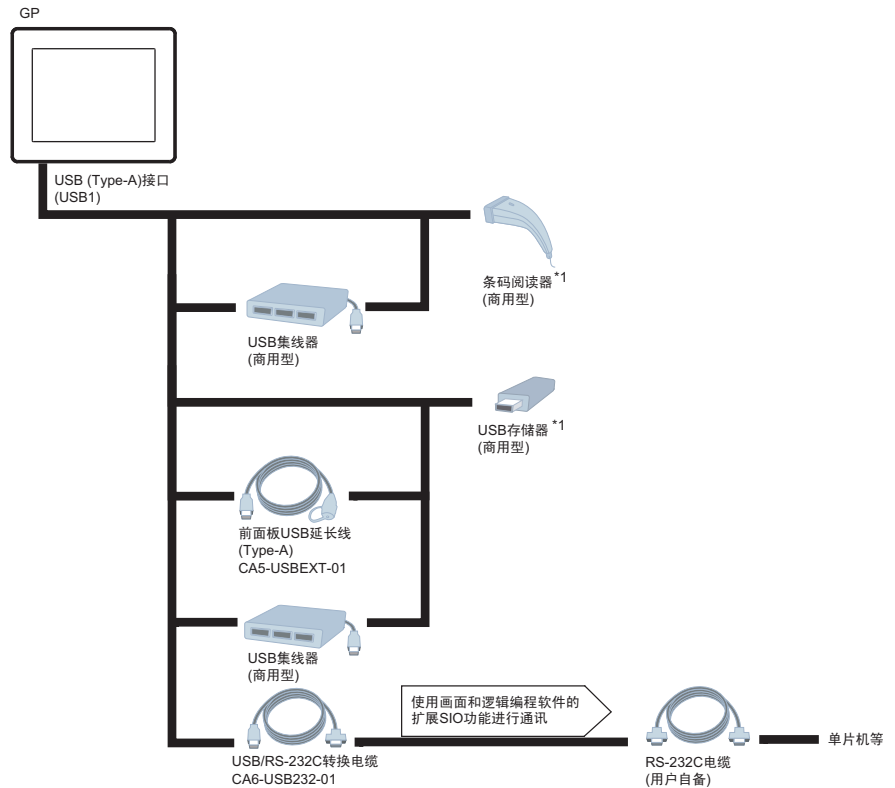 GP
USB (Type-A)接口
(USB1)
条码阅读器*1
(商用型)
USB集线器
(商用型)
USB存储器*1
(商用型)
前面板USB延长线
(Type-A)
CA5-USBEXT-01
USB集线器
(商用型)
使用画面和逻辑编程软件的
扩展SIO功能进行通讯
USB/RS-232C转换电缆
CA6-USB232-01
RS-232C电缆
(用户自备)
单片机等